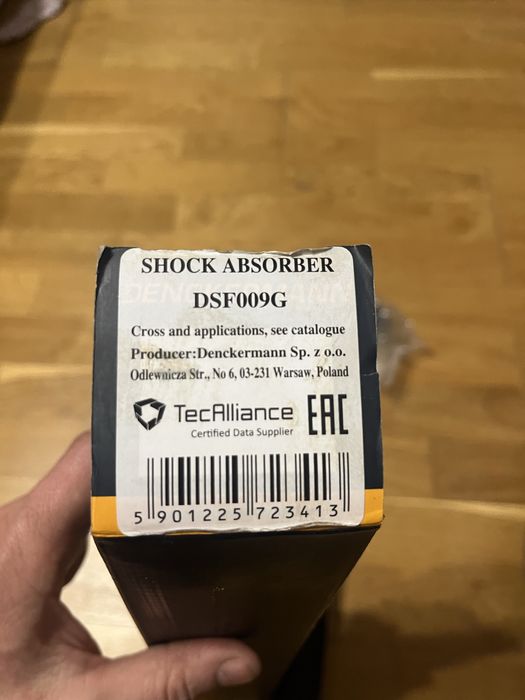 SHOCK ABSORBER
DENCKERMANN
DSF009G
Cross and applications, see catalogue
Producer:Denckermann Sp. z o.o.
Odlewnicza Str., No 6, 03-231 Warsaw, Poland
TecAlliance
Certified Data Supplier
EAC
5 901225 723413